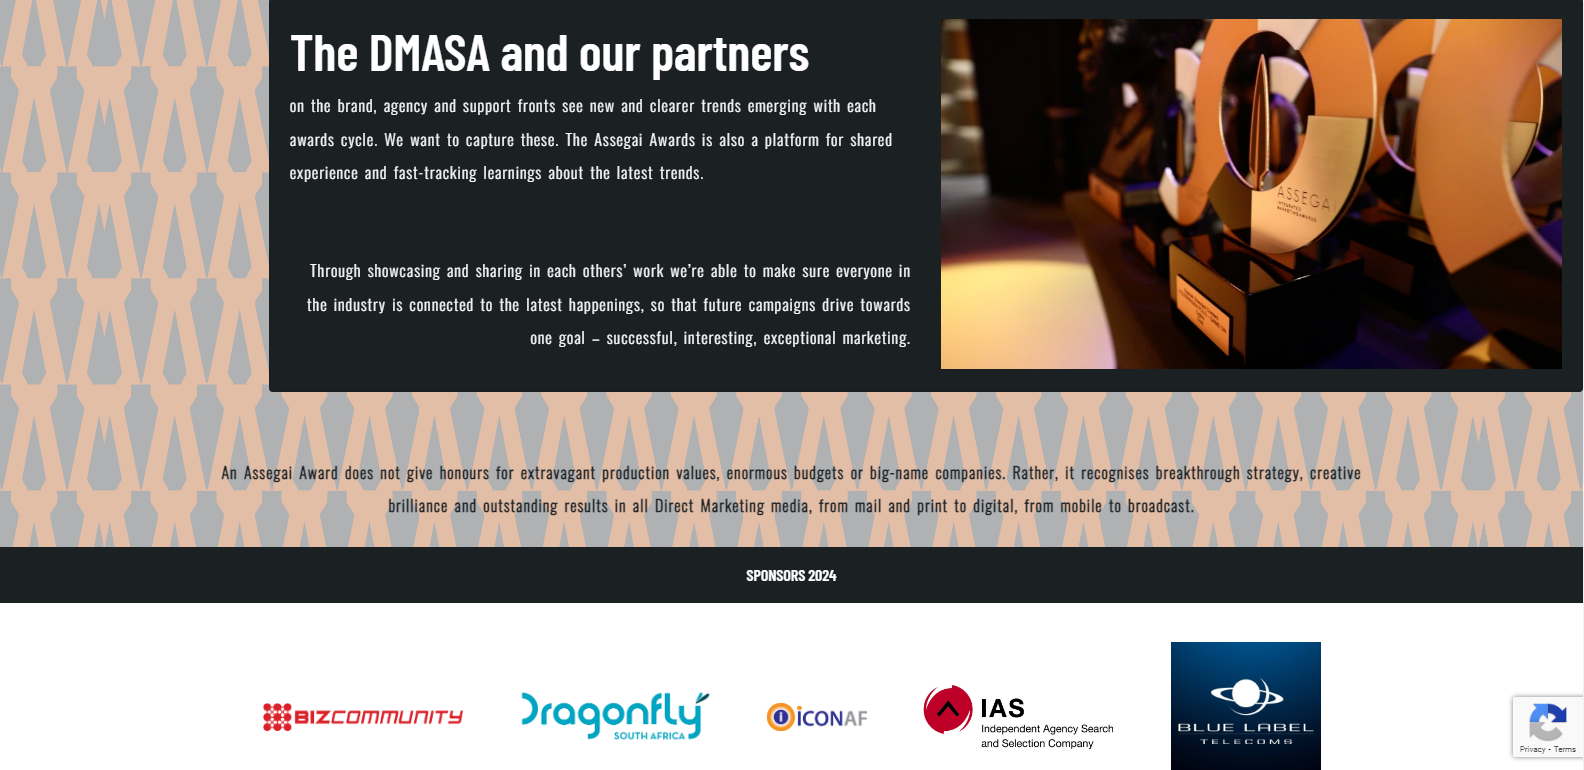 The DMASA and our partners
on the brand, agency and support fronts see new and clearer trends emerging with each
awards cycle. We want to capture these. The Assegai Awards is also a platform for shared
experience and fast-tracking learnings about the latest trends.
Through showcasing and sharing in each others’ work we’re able to make sure everyone in
the industry is connected to the latest happenings, so that future campaigns drive towards
one goal – successful, interesting, exceptional marketing.
ASSEGAI
INTEGRATED
MARKETING AWARDS
An Assegai Award does not give honours for extravagant production values, enormous budgets or big-name companies. Rather, it recognises breakthrough strategy, creative
brilliance and outstanding results in all Direct Marketing media, from mail and print to digital, from mobile to broadcast.
SPONSORS 2024
BIZCOMMUNITY
Dragonfly
SOUTH AFRICA
iCONAF
IAS
Independent Agency Search
and Selection Company
BLUE LABEL
TELECOMS
Privacy - Terms